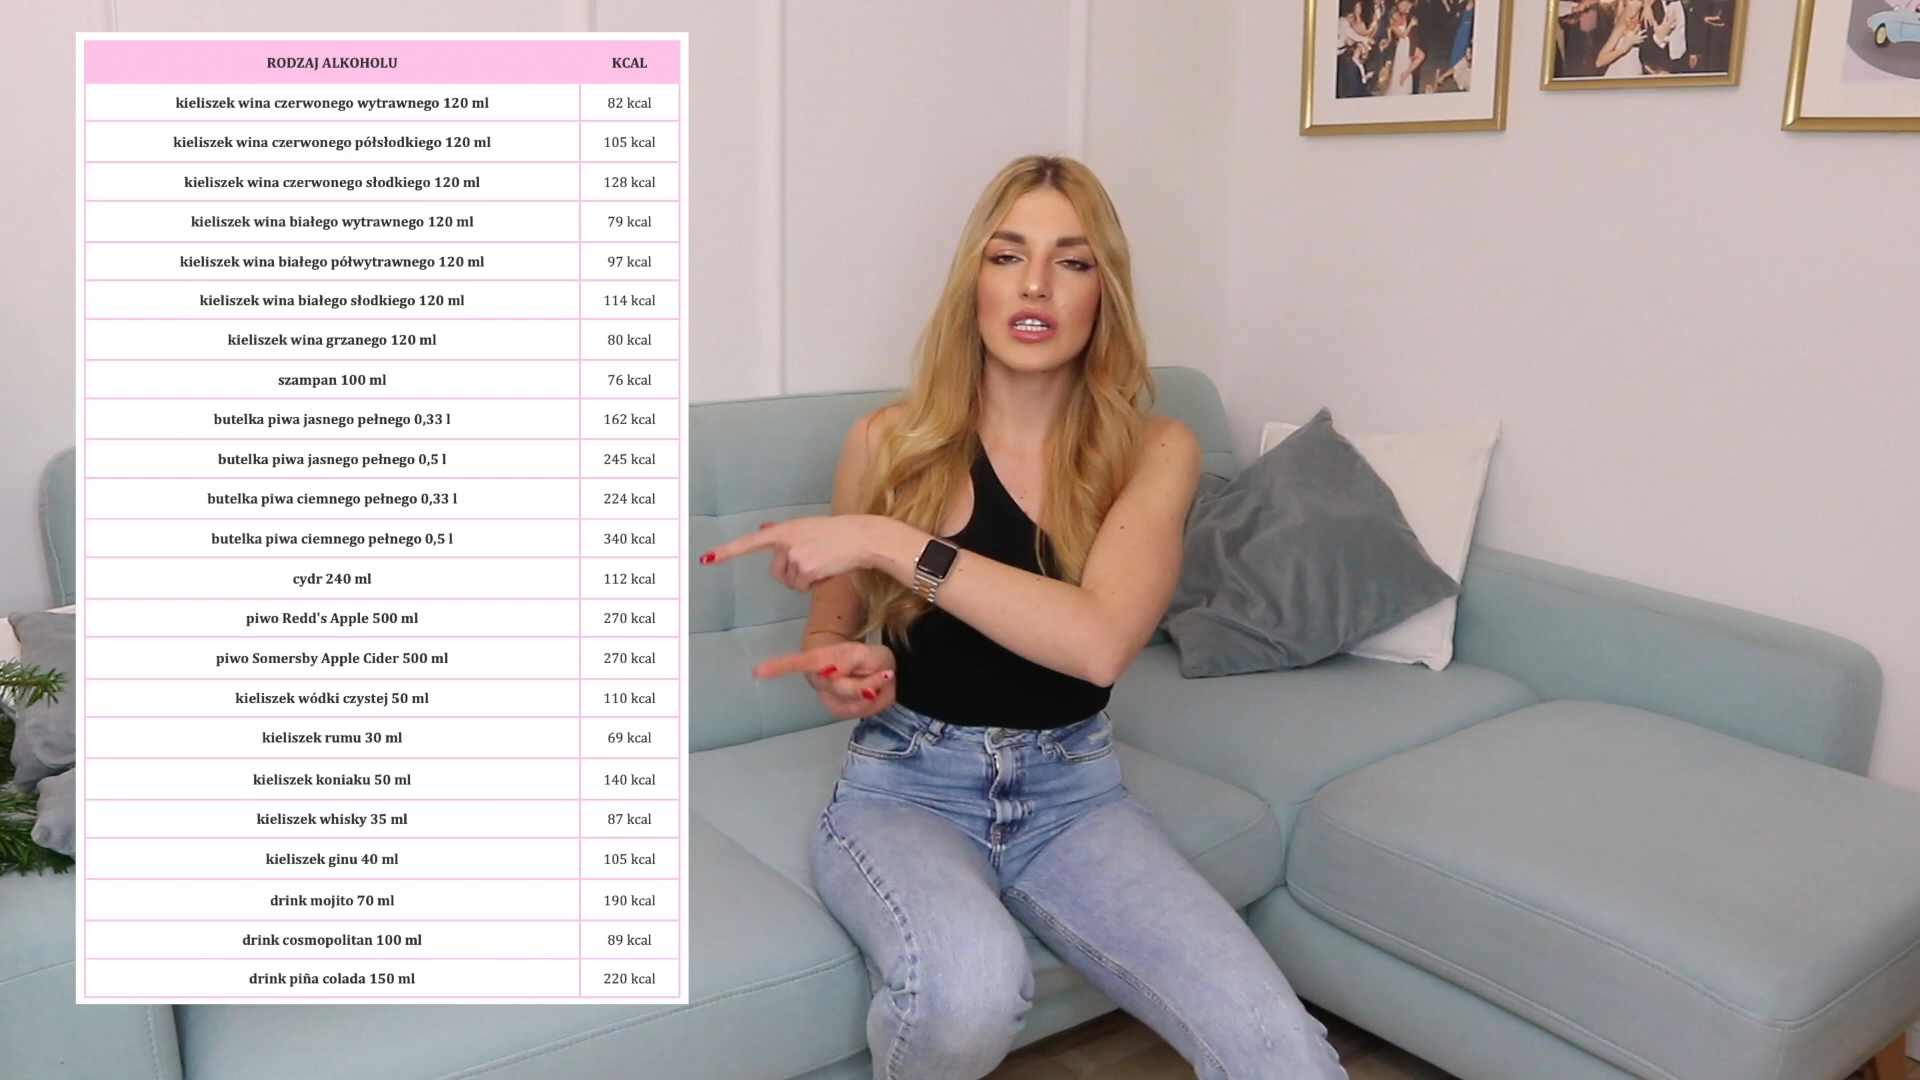 RODZAJ ALKOHOLU KCAL
kieliszek wina czerwonego wytrawnego 120 ml 82 kcal
kieliszek wina czerwonego półsłodkiego 120 ml 105 kcal
kieliszek wina czerwonego słodkiego 120 ml 128 kcal
kieliszek wina białego wytrawnego 120 ml 79 kcal
kieliszek wina białego półwytrawnego 120 ml 97 kcal
kieliszek wina białego słodkiego 120 ml 114 kcal
kieliszek wina grzanego 120 ml 80 kcal
szampan 100 ml 76 kcal
butelka piwa jasnego pełnego 0,33 l 162 kcal
butelka piwa jasnego pełnego 0,5 l 245 kcal
butelka piwa ciemnego pełnego 0,33 l 224 kcal
butelka piwa ciemnego pełnego 0,5 l 340 kcal
cydr 240 ml 112 kcal
piwo Redd's Apple 500 ml 270 kcal
piwo Somersby Apple Cider 500 ml 270 kcal
kieliszek wódki czystej 50 ml 110 kcal
kieliszek rumu 30 ml 69 kcal
kieliszek koniaku 50 ml 140 kcal
kieliszek whisky 35 ml 87 kcal
kieliszek ginu 40 ml 105 kcal
drink mojito 70 ml 190 kcal
drink cosmopolitan 100 ml 89 kcal
drink piña colada 150 ml 220 kcal